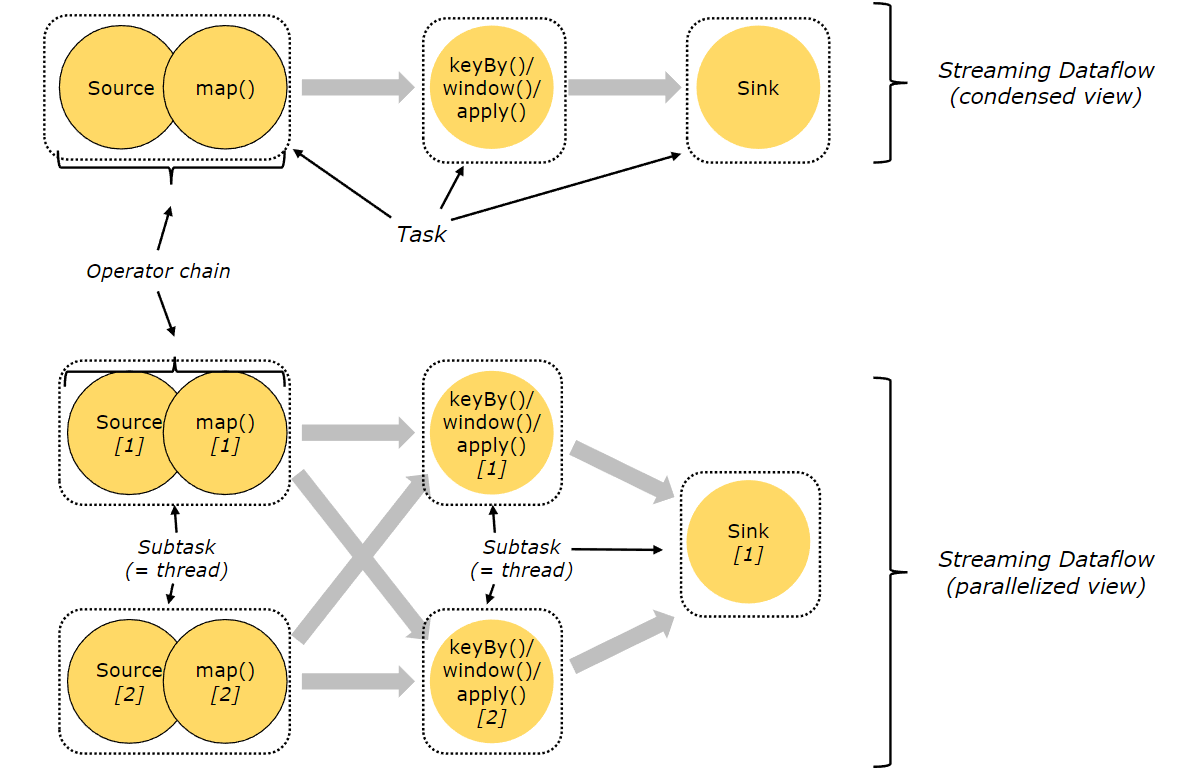 Source
map()
keyBy()/
window()/
apply()
Sink
Streaming Dataflow
(condensed view)
Task
Operator chain
Source
[1]
map()
[1]
keyBy()/
window()/
apply()
[1]
Subtask
(= thread)
Subtask
(= thread)
Sink
[1]
Streaming Dataflow
(parallelized view)
Source
[2]
map()
[2]
keyBy()/
window()/
apply()
[2]